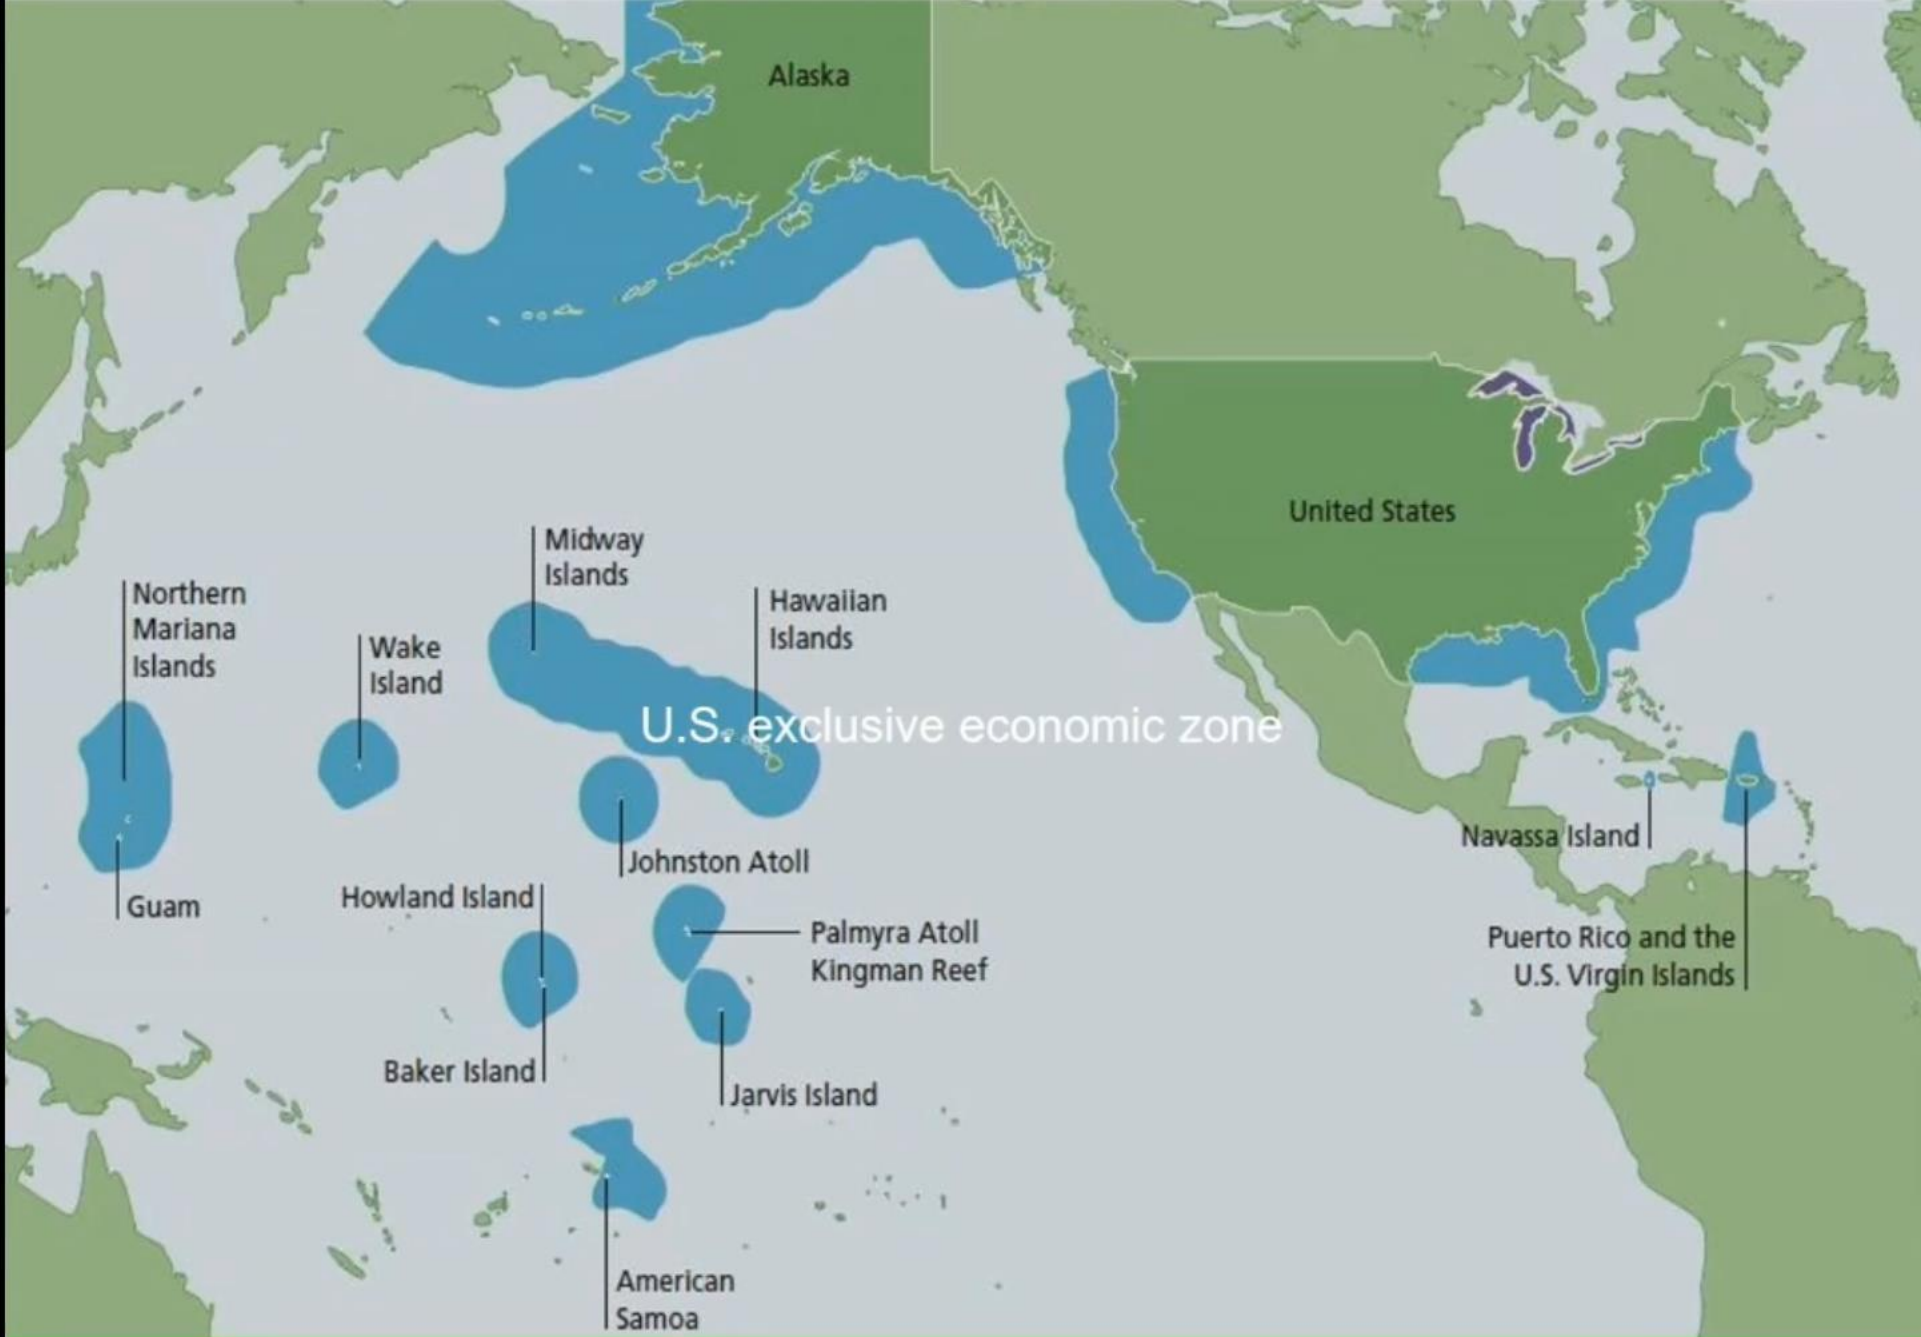 Alaska
United States
Midway
Islands
Hawaiian
Islands
Northern
Mariana
Islands
Wake
Island
U.S. exclusive economic zone
Johnston Atoll
Guam
Howland Island
Palmyra Atoll
Kingman Reef
Baker Island
Jarvis Island
American
Samoa
Navassa Island
Puerto Rico and the
U.S. Virgin Islands